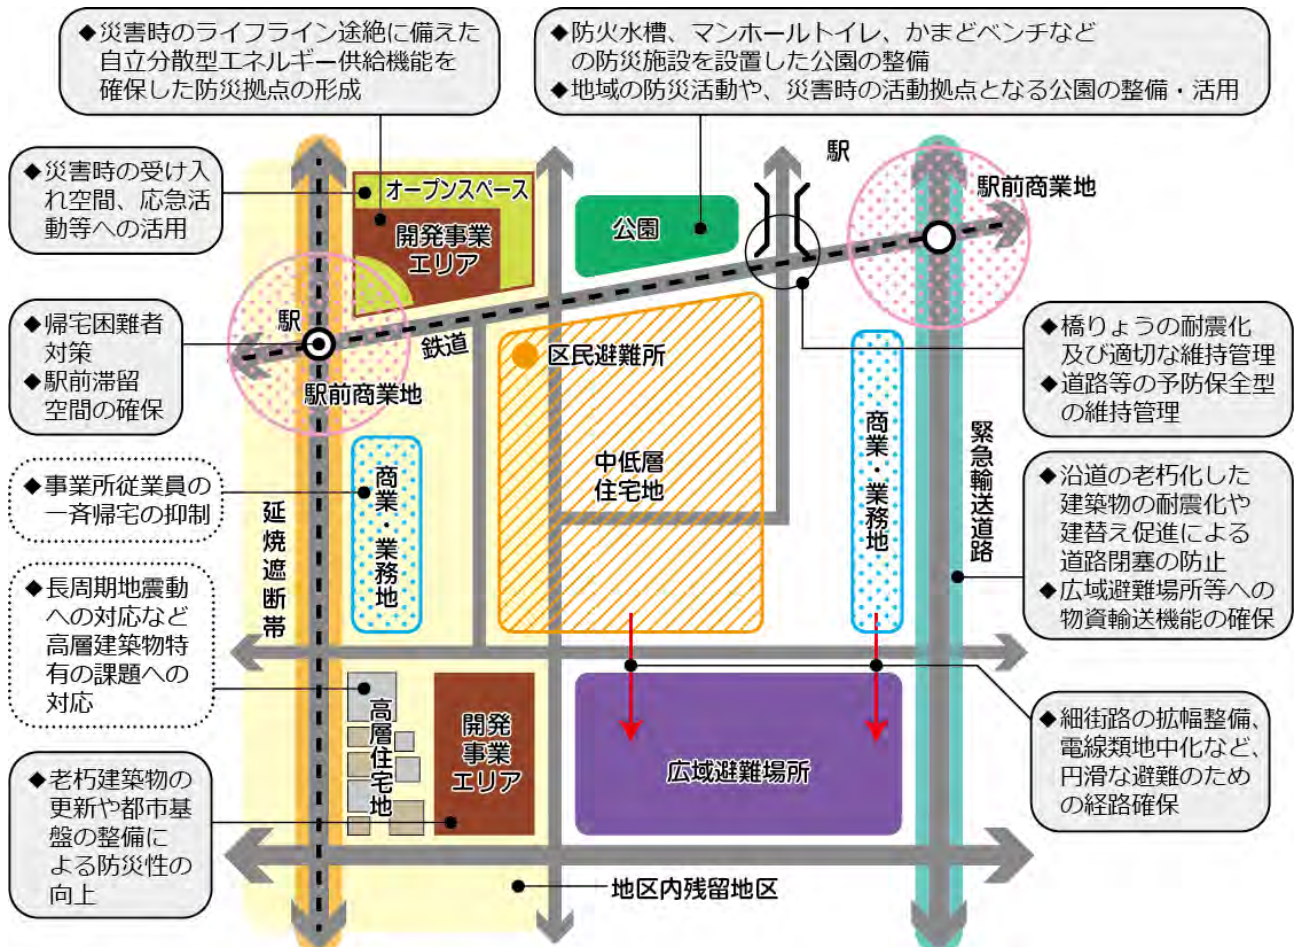 ◆災害時のライフライン途絶に備えた
自立分散型エネルギー供給機能を
確保した防災拠点の形成
◆防火水槽、マンホールトイレ、かまどベンチなど
の防災施設を設置した公園の整備
◆地域の防災活動や、災害時の活動拠点となる公園の整備・活用
◆災害時の受け入
れ空間、応急活
動等への活用
オープンスペース
開発事業
エリア
公園
駅
駅前商業地
◆帰宅困難者
対策
◆駅前滞留
空間の確保
駅
鉄道
駅前商業地
区民避難所
◆橋りょうの耐震化
及び適切な維持管理
◆道路等の予防保全型
の維持管理
◆事業所従業員の
一斉帰宅の抑制
延焼遮断帯
商業・業務地
中低層
住宅地
商業・業務地
緊急輸送道路
◆沿道の老朽化した
建築物の耐震化や
建替え促進による
道路閉塞の防止
◆広域避難場所等への
物資輸送機能の確保
◆長周期地震動
への対応など
高層建築物特
有の課題への
対応
高層住宅地
開発
事業
エリア
広域避難場所
◆細街路の拡幅整備、
電線類地中化など、
円滑な避難のため
の経路確保
◆老朽建築物の
更新や都市基
盤の整備に
よる防災性の
向上
地区内残留地区